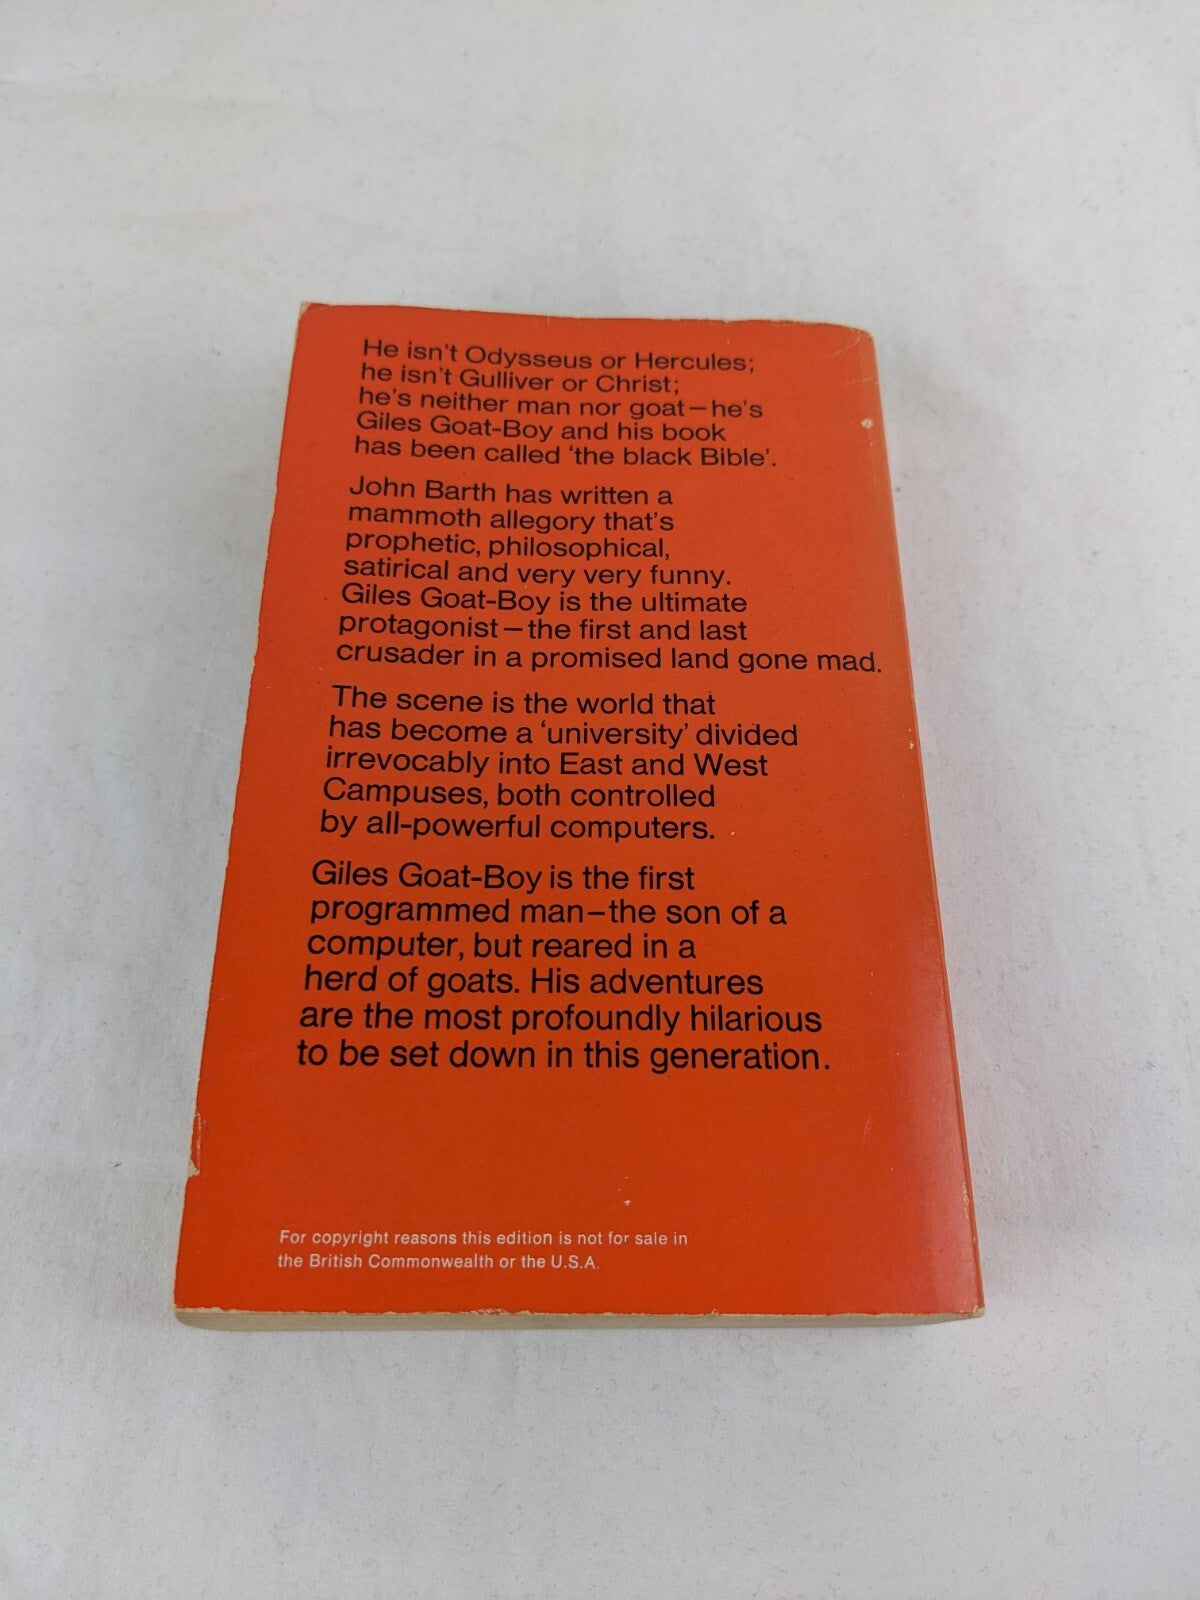 He isn't Odysseus or Hercules;
he isn't Gulliver or Christ;
he's neither man nor goat—he's
Giles Goat-Boy and his book
has been called 'the black Bible'.
John Barth has written a
mammoth allegory that's
prophetic, philosophical,
satirical and very very funny.
Giles Goat-Boy is the ultimate
protagonist—the first and last
crusader in a promised land gone mad.
The scene is the world that
has become a 'university' divided
irrevocably into East and West
Campuses, both controlled
by all-powerful computers.
Giles Goat-Boy is the first
programmed man—the son of a
computer, but reared in a
herd of goats. His adventures
are the most profoundly hilarious
to be set down in this generation.
For copyright reasons this edition is not for sale in
the British Commonwealth or the U.S.A.